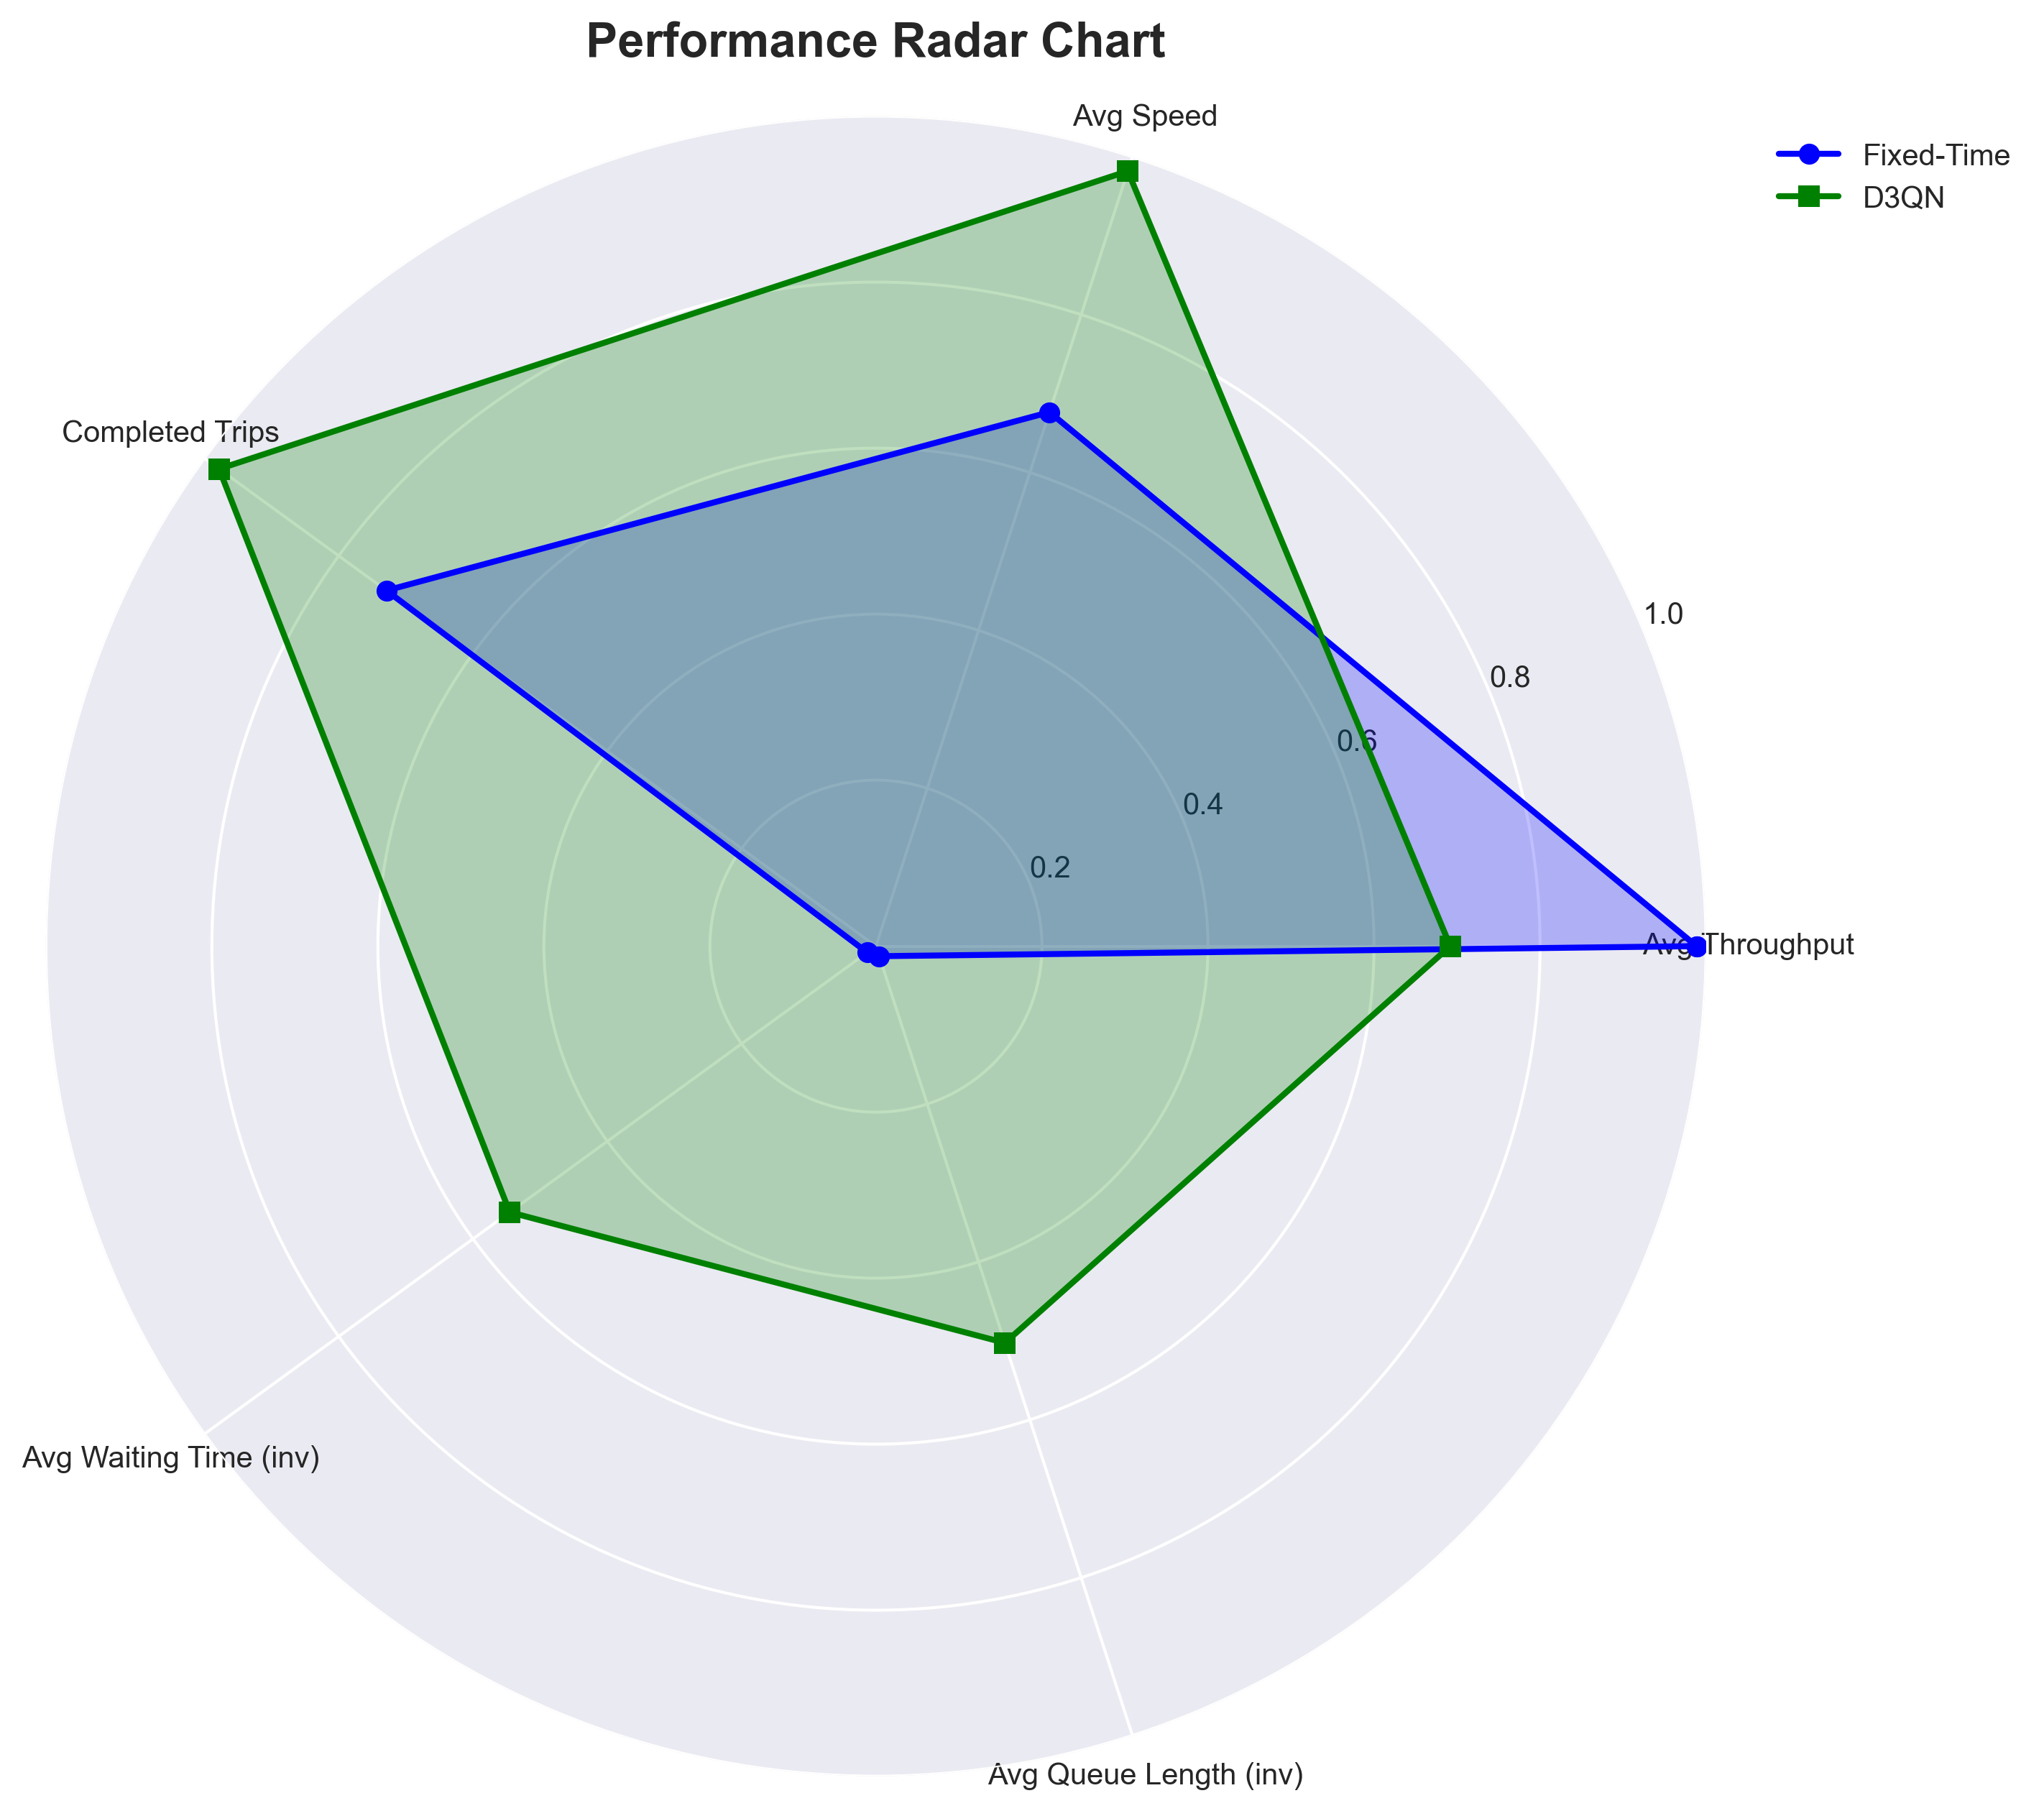 Performance Radar Chart
Avg Speed
Fixed-Time
D3QN
Completed Trips
1.0
0.8
0.6
0.4
0.2
Avg Throughput
Avg Waiting Time (inv)
Avg Queue Length (inv)